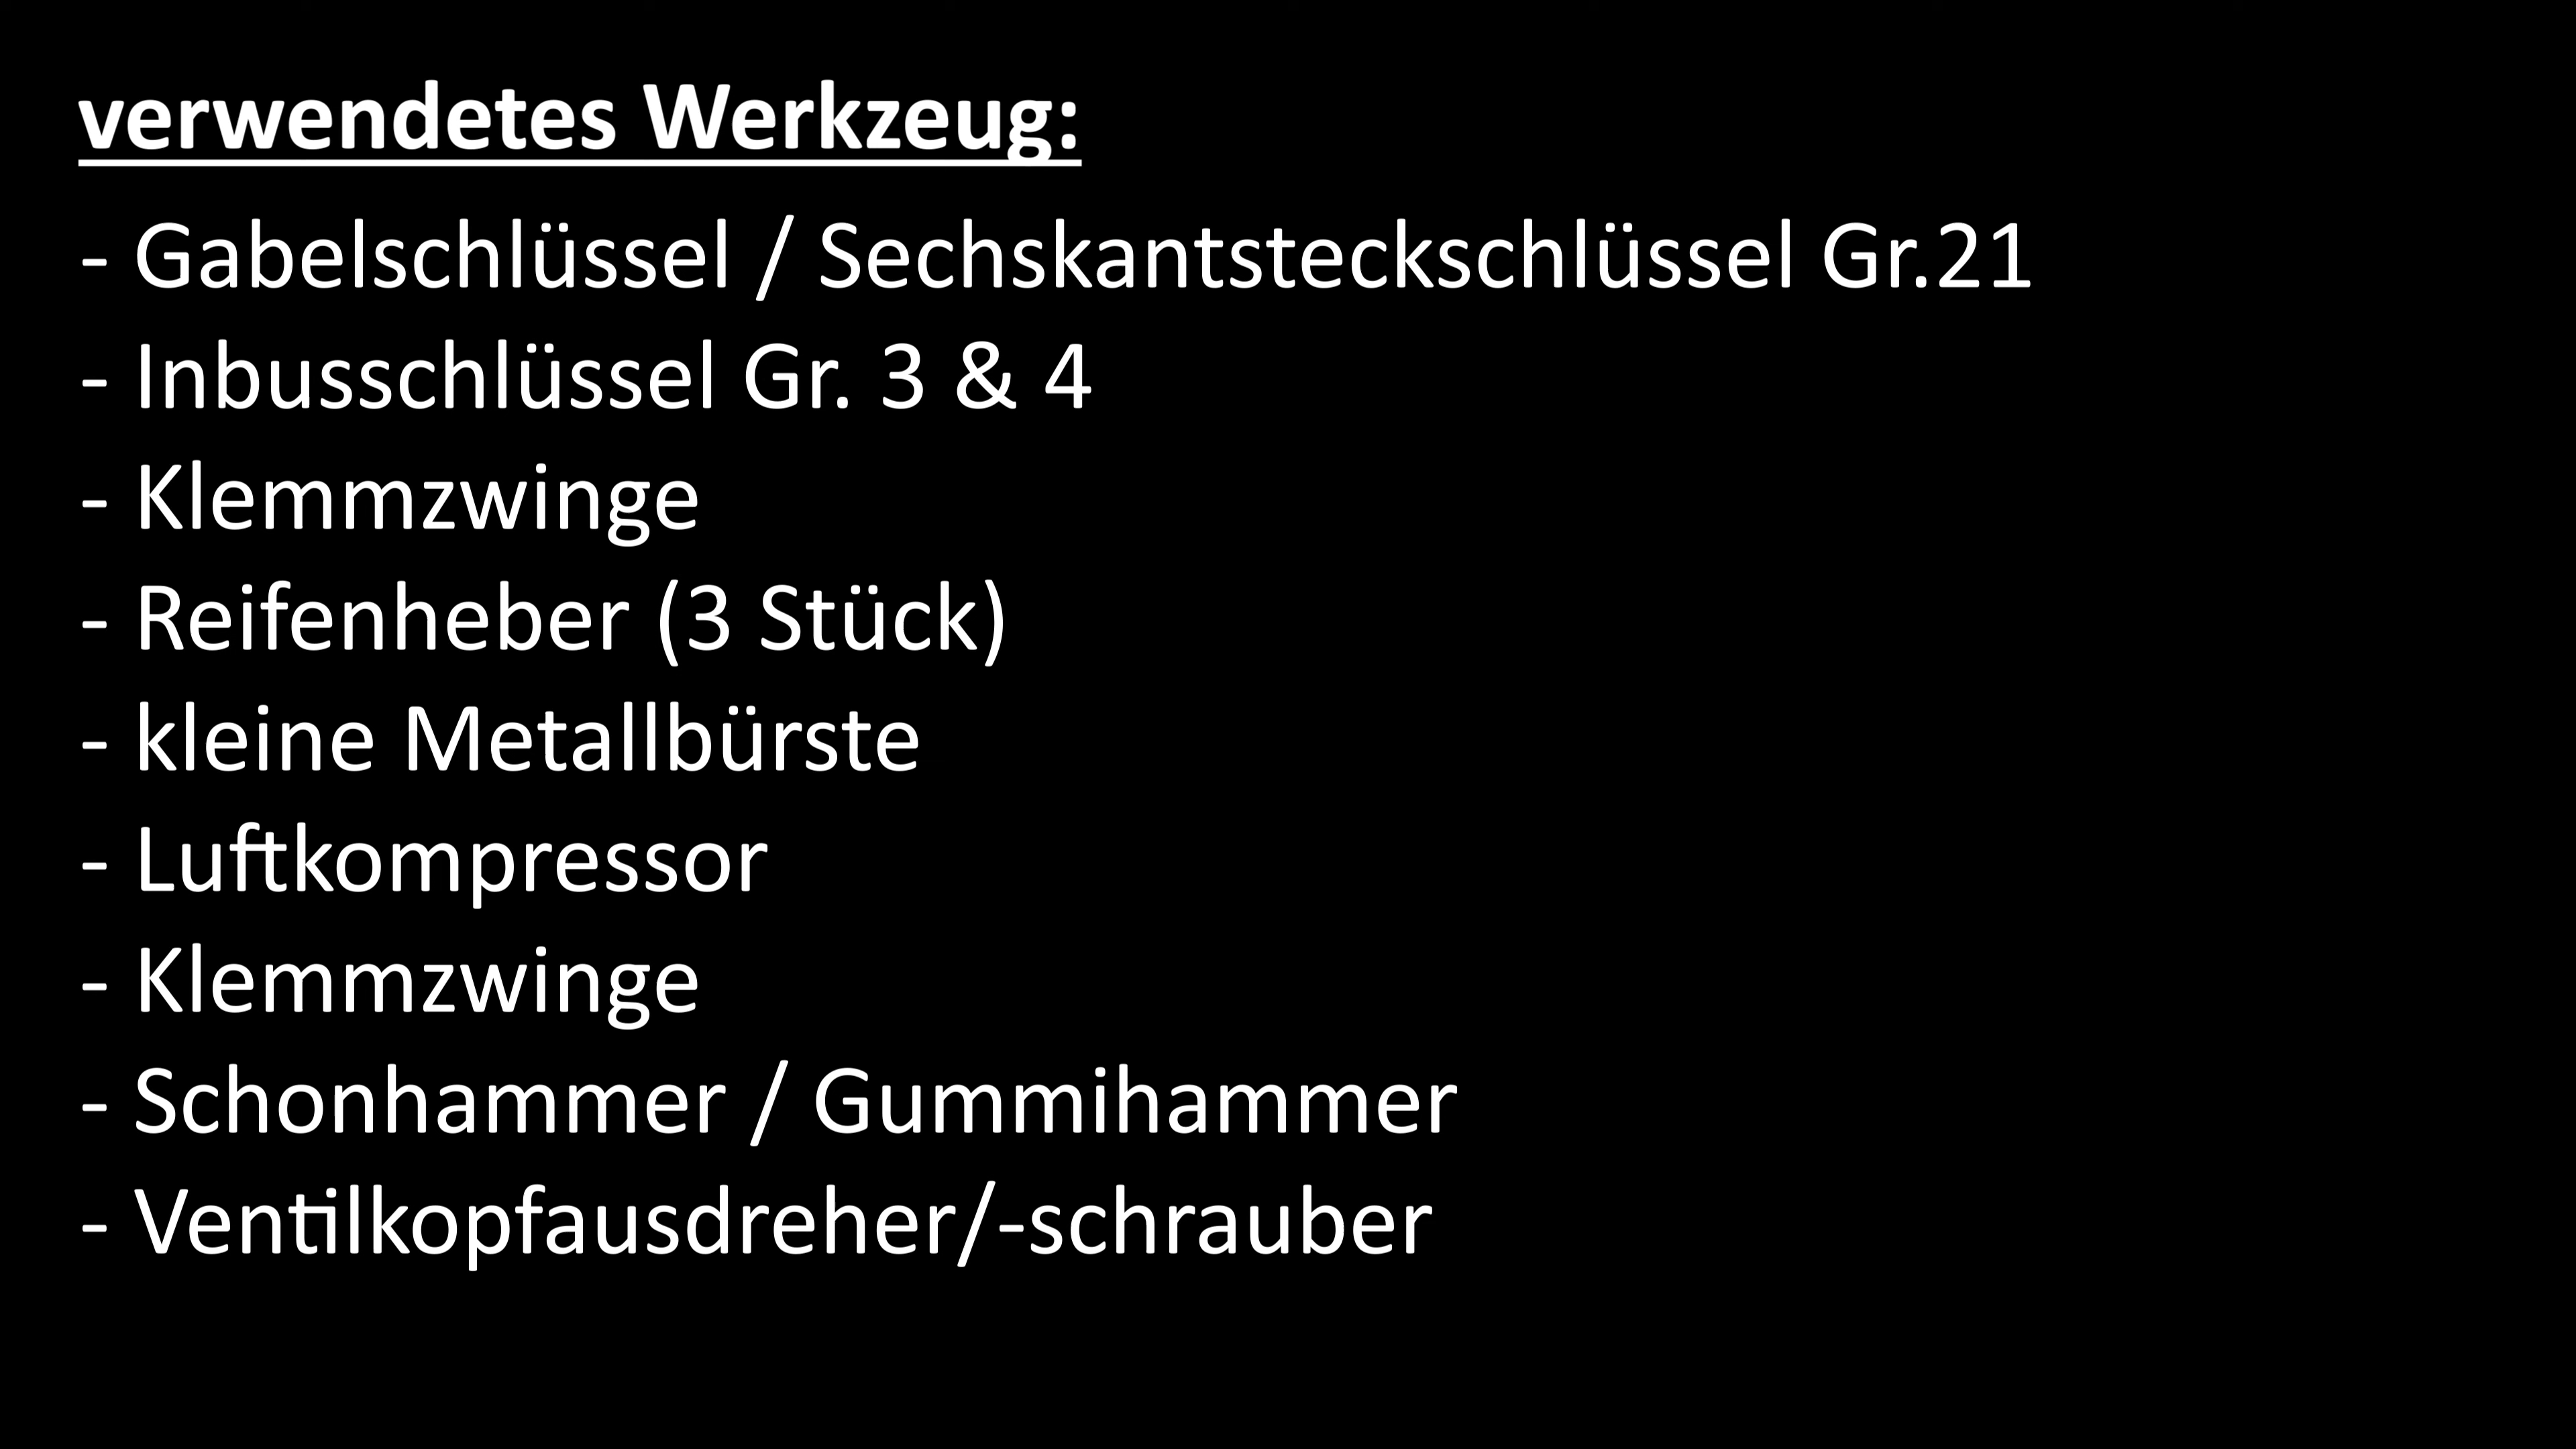 verwendetes Werkzeug:
- Gabelschlüssel / Sechskantsteckschlüssel Gr.21
- Inbusschlüssel Gr. 3 & 4
- Klemmzwinge
- Reifenheber (3 Stück)
- kleine Metallbürste
- Luftkompressor
- Klemmzwinge
- Schonhammer / Gummihammer
- Ventilkopfausdreher/-schrauber